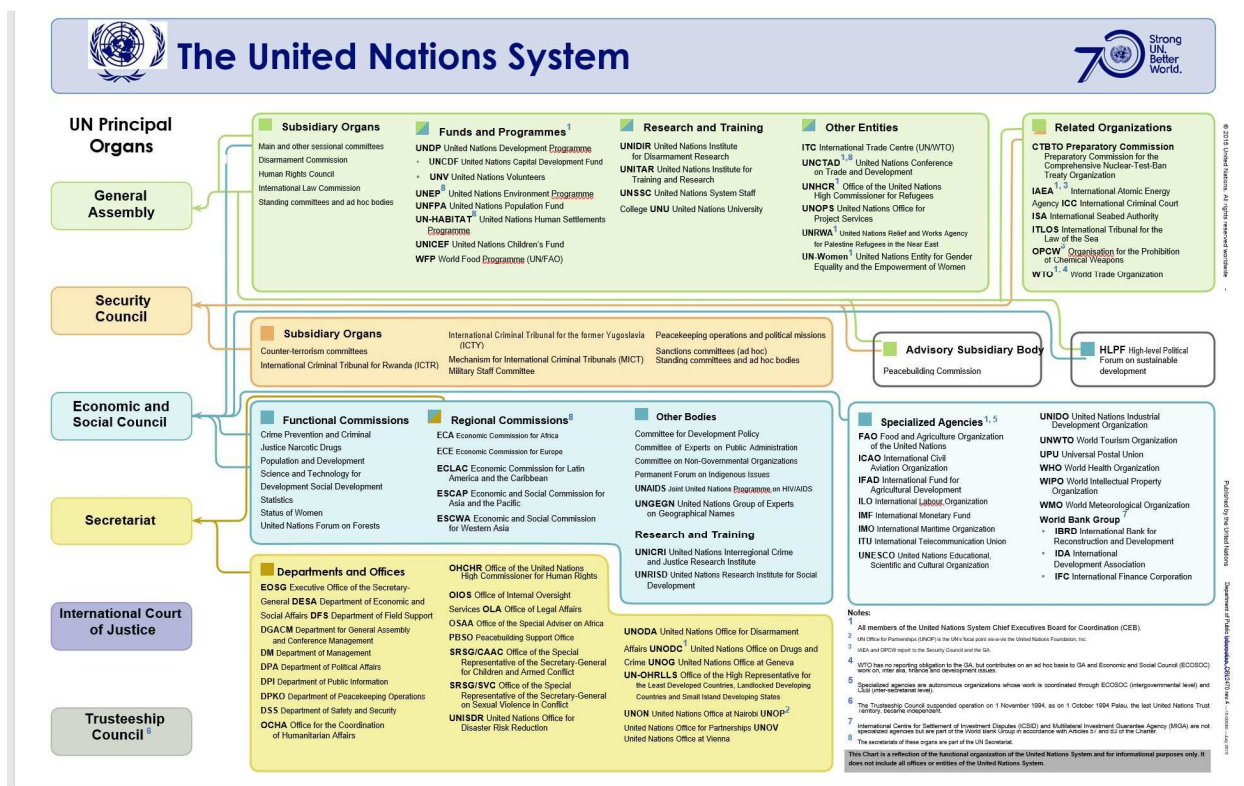 The United Nations System
70
Strong
UN.
Better
World.
UN Principal
Organs
General
Assembly
Security
Council
Economic and
Social Council
Secretariat
International Court
of Justice
Trusteeship
Council 6
Subsidiary Organs
Main and other sessional committees
Disarmament Commission
Human Rights Council
International Law Commission
Standing committees and ad hoc bodies
Funds and Programmes1
UNDP United Nations Development Programme
• UNCDF United Nations Capital Development Fund
• UNV United Nations Volunteers
UNEP8 United Nations Environment Programme
UNFPA United Nations Population Fund
UN-HABITAT8 United Nations Human Settlements
Programme
UNICEF United Nations Children's Fund
WFP World Food Programme (UN/FAO)
Research and Training
UNIDIR United Nations Institute
for Disarmament Research
UNITAR United Nations Institute for
Training and Research
UNSSC United Nations System Staff
College UNU United Nations University
Other Entities
ITC International Trade Centre (UN/WTO)
UNCTAD1,8 United Nations Conference
on Trade and Development
UNHCR1 Office of the United Nations
High Commissioner for Refugees
UNOPS United Nations Office for
Project Services
UNRWA1 United Nations Relief and Works Agency
for Palestine Refugees in the Near East
UN-Women1 United Nations Entity for Gender
Equality and the Empowerment of Women
Related Organizations
CTBTO Preparatory Commission
Preparatory Commission for the
Comprehensive Nuclear-Test-Ban
Treaty Organization
IAEA1, 3 International Atomic Energy
Agency ICC International Criminal Court
ISA International Seabed Authority
ITLOS International Tribunal for the
Law of the Sea
OPCW3 Organisation for the Prohibition
of Chemical Weapons
WTO1, 4 World Trade Organization
Subsidiary Organs
Counter-terrorism committees
International Criminal Tribunal for Rwanda (ICTR)
International Criminal Tribunal for the former Yugoslavia
(ICTY)
Mechanism for International Criminal Tribunals (MICT)
Military Staff Committee
Peacekeeping operations and political missions
Sanctions committees (ad hoc)
Standing committees and ad hoc bodies
Advisory Subsidiary Body
Peacebuilding Commission
HLPF High-level Political
Forum on sustainable
development
Functional Commissions
Crime Prevention and Criminal
Justice Narcotic Drugs
Population and Development
Science and Technology for
Development Social Development
Statistics
Status of Women
United Nations Forum on Forests
Regional Commissions8
ECA Economic Commission for Africa
ECE Economic Commission for Europe
ECLAC Economic Commission for Latin
America and the Caribbean
ESCAP Economic and Social Commission for
Asia and the Pacific
ESCWA Economic and Social Commission
for Western Asia
Other Bodies
Committee for Development Policy
Committee of Experts on Public Administration
Committee on Non-Governmental Organizations
Permanent Forum on Indigenous Issues
UNAIDS Joint United Nations Programme on HIV/AIDS
UNGEGN United Nations Group of Experts
on Geographical Names
Research and Training
UNICRI United Nations Interregional Crime
and Justice Research Institute
UNRISD United Nations Research Institute for Social
Development
Specialized Agencies1, 5
FAO Food and Agriculture Organization
of the United Nations
ICAO International Civil
Aviation Organization
IFAD International Fund for
Agricultural Development
ILO International Labour Organization
IMF International Monetary Fund
IMO International Maritime Organization
ITU International Telecommunication Union
UNESCO United Nations Educational,
Scientific and Cultural Organization
UNIDO United Nations Industrial
Development Organization
UNWTO World Tourism Organization
UPU Universal Postal Union
WHO World Health Organization
WIPO World Intellectual Property
Organization
WMO World Meteorological Organization
World Bank Group7
• IBRD International Bank for
Reconstruction and Development
• IDA International
Development Association
• IFC International Finance Corporation
Departments and Offices
EOSG Executive Office of the Secretary-
General DESA Department of Economic and
Social Affairs DFS Department of Field Support
DGACM Department for General Assembly
and Conference Management
DM Department of Management
DPA Department of Political Affairs
DPI Department of Public Information
DPKO Department of Peacekeeping Operations
DSS Department of Safety and Security
OCHA Office for the Coordination
of Humanitarian Affairs
OHCHR Office of the United Nations
High Commissioner for Human Rights
OIOS Office of Internal Oversight
Services OLA Office of Legal Affairs
OSAA Office of the Special Adviser on Africa
PBSO Peacebuilding Support Office
SRSG/CAAC Office of the Special
Representative of the Secretary-General
for Children and Armed Conflict
SRSG/SVC Office of the Special
Representative of the Secretary-General
on Sexual Violence in Conflict
UNISDR United Nations Office for
Disaster Risk Reduction
UNODA United Nations Office for Disarmament
Affairs UNODC1 United Nations Office on Drugs and
Crime UNOG United Nations Office at Geneva
UN-OHRLLS Office of the High Representative for
the Least Developed Countries, Landlocked Developing
Countries and Small Island Developing States
UNON United Nations Office at Nairobi UNOP2
United Nations Office for Partnerships UNOV
United Nations Office at Vienna
Notes:
1 All members of the United Nations System Chief Executives Board for Coordination (CEB).
2 UN Office for Partnerships (UNOP) is the UN's focal point vis-a-vis the United Nations Foundation, Inc.
3 IAEA and OPCW report to the Security Council and the GA.
4 WTO has no reporting obligation to the GA, but contributes on an ad hoc basis to GA and Economic and Social Council (ECOSOC)
work on, inter alia, finance and development issues.
5 Specialized agencies are autonomous organizations whose work is coordinated through ECOSOC (intergovernmental level) and
CEB (inter-secretariat level).
6 The Trusteeship Council suspended operation on 1 November 1994, as on 1 October 1994 Palau, the last United Nations Trust
Territory, became independent.
7 International Centre for Settlement of Investment Disputes (ICSID) and Multilateral Investment Guarantee Agency (MIGA) are not
specialized agencies but are part of the World Bank Group in accordance with Articles 57 and 63 of the Charter.
8 The secretariats of these organs are part of the UN Secretariat.
This Chart is a reflection of the functional organization of the United Nations System and for informational purposes only. It
does not include all offices or entities of the United Nations System.
© 2015 United Nations. All rights reserved worldwide
Published by the United Nations Department of Public Information